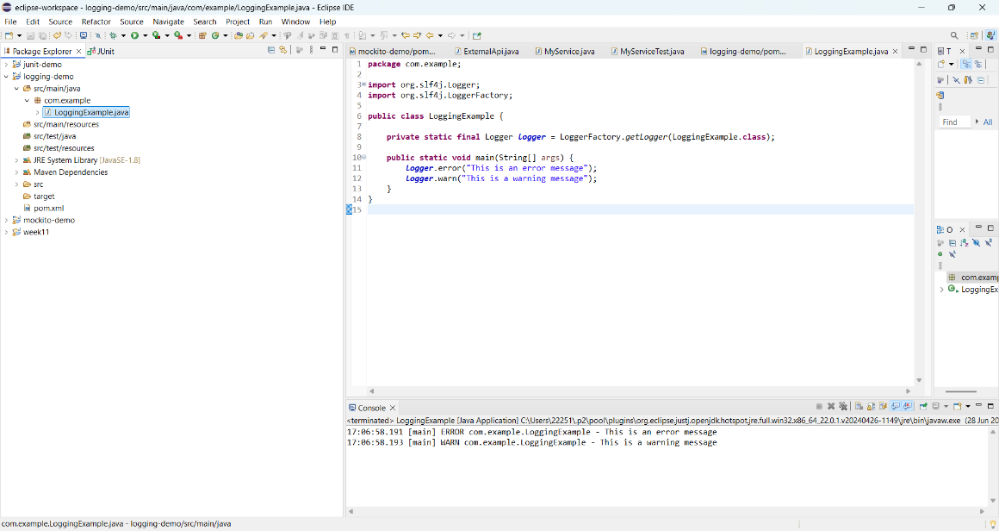 eclipse-workspace - logging-demo/src/main/java/com/example/LoggingExample.java - Eclipse IDE
File Edit Source Refactor Source Navigate Search Project Run Window Help
Package Explorer JUnit
junit-demo
logging-demo
src/main/java
com.example
LoggingExample.java
src/main/resources
src/test/java
src/test/resources
JRE System Library [JavaSE-1.8]
Maven Dependencies
src
target
pom.xml
mockito-demo
week11
mockito-demo/pom... ExternalApi.java MyService.java MyServiceTest.java logging-demo/pom... LoggingExample.java
1 package com.example;
2
3 import org.slf4j.Logger;
4 import org.slf4j.LoggerFactory;
5
6 public class LoggingExample {
7
8 private static final Logger logger = LoggerFactory.getLogger(LoggingExample.class);
9
10 public static void main(String[] args) {
11 logger.error("This is an error message");
12 logger.warn("This is a warning message");
13 }
14 }
15
T
Find All
O
com.examp
LoggingEx
Console
<terminated> LoggingExample [Java Application] C:\Users\22251\.p2\pool\plugins\org.eclipse.justj.openjdk.hotspot.jre.full.win32.x86_64_22.0.1.v20240426-1149\jre\bin\javaw.exe (28 Jun 20
17:06:58.191 [main] ERROR com.example.LoggingExample - This is an error message
17:06:58.193 [main] WARN com.example.LoggingExample - This is a warning message
com.example.LoggingExample.java - logging-demo/src/main/java